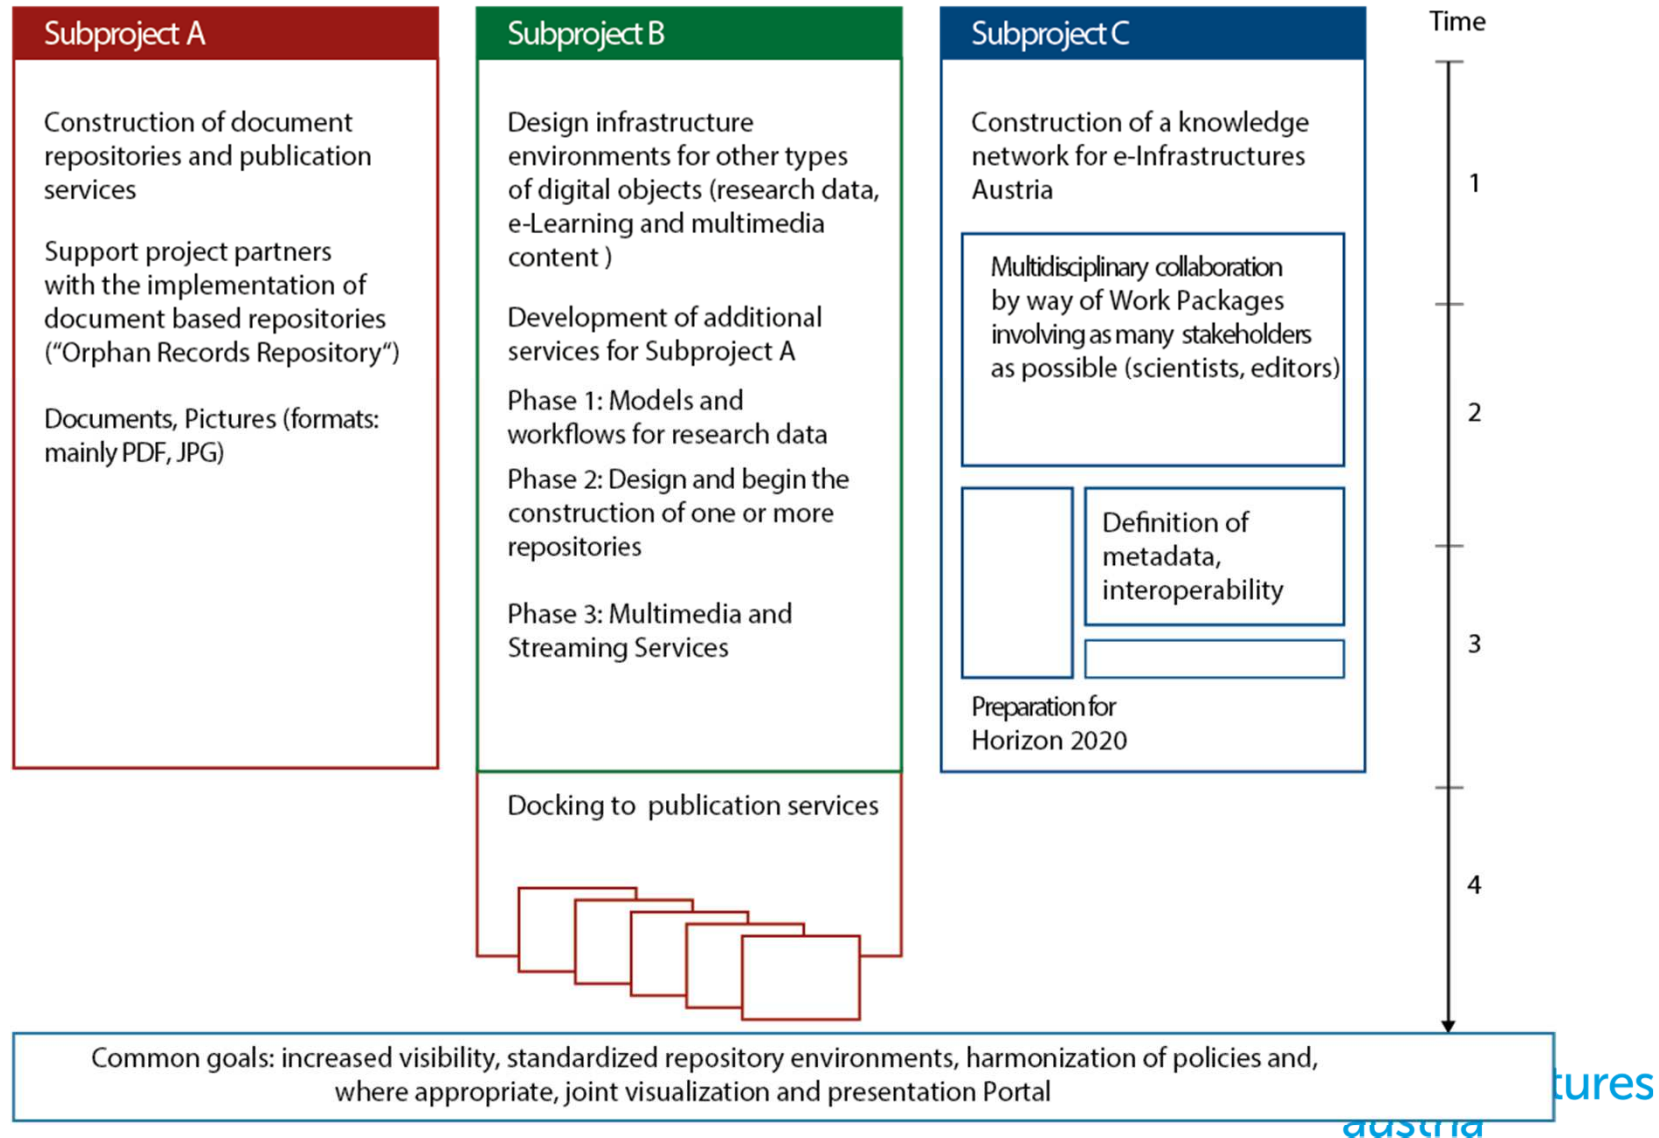 Subproject A
Construction of document
repositories and publication
services
Support project partners
with the implementation of
document based repositories
(“Orphan Records Repository“)
Documents, Pictures (formats:
mainly PDF, JPG)
Subproject B
Design infrastructure
environments for other types
of digital objects (research data,
e-Learning and multimedia
content )
Development of additional
services for Subproject A
Phase 1: Models and
workflows for research data
Phase 2: Design and begin the
construction of one or more
repositories
Phase 3: Multimedia and
Streaming Services
Docking to publication services
Subproject C
Construction of a knowledge
network for e-Infrastructures
Austria
Multidisciplinary collaboration
by way of Work Packages
involving as many stakeholders
as possible (scientists, editors)
Definition of
metadata,
interoperability
Preparation for
Horizon 2020
Time
1
2
3
4
Common goals: increased visibility, standardized repository environments, harmonization of policies and,
where appropriate, joint visualization and presentation Portal
tures
austria